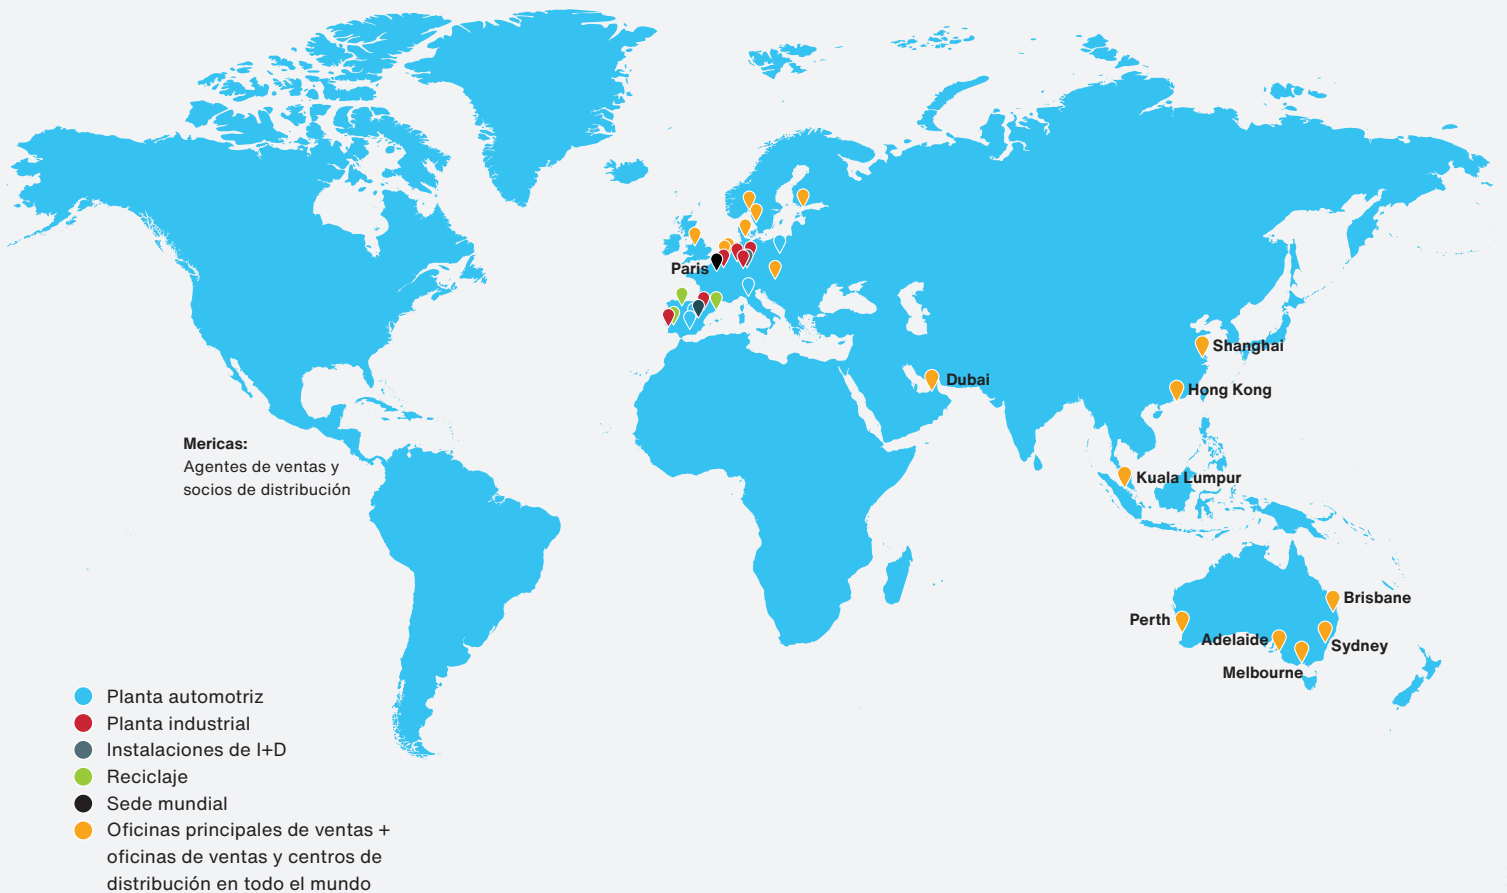 Paris
Shanghai
Dubai
Hong Kong
Mericas:
Agentes de ventas y
socios de distribución
Kuala Lumpur
Brisbane
Perth
Adelaide
Sydney
Melbourne
Planta automotriz
Planta industrial
Instalaciones de I+D
Reciclaje
Sede mundial
Oficinas principales de ventas +
oficinas de ventas y centros de
distribución en todo el mundo